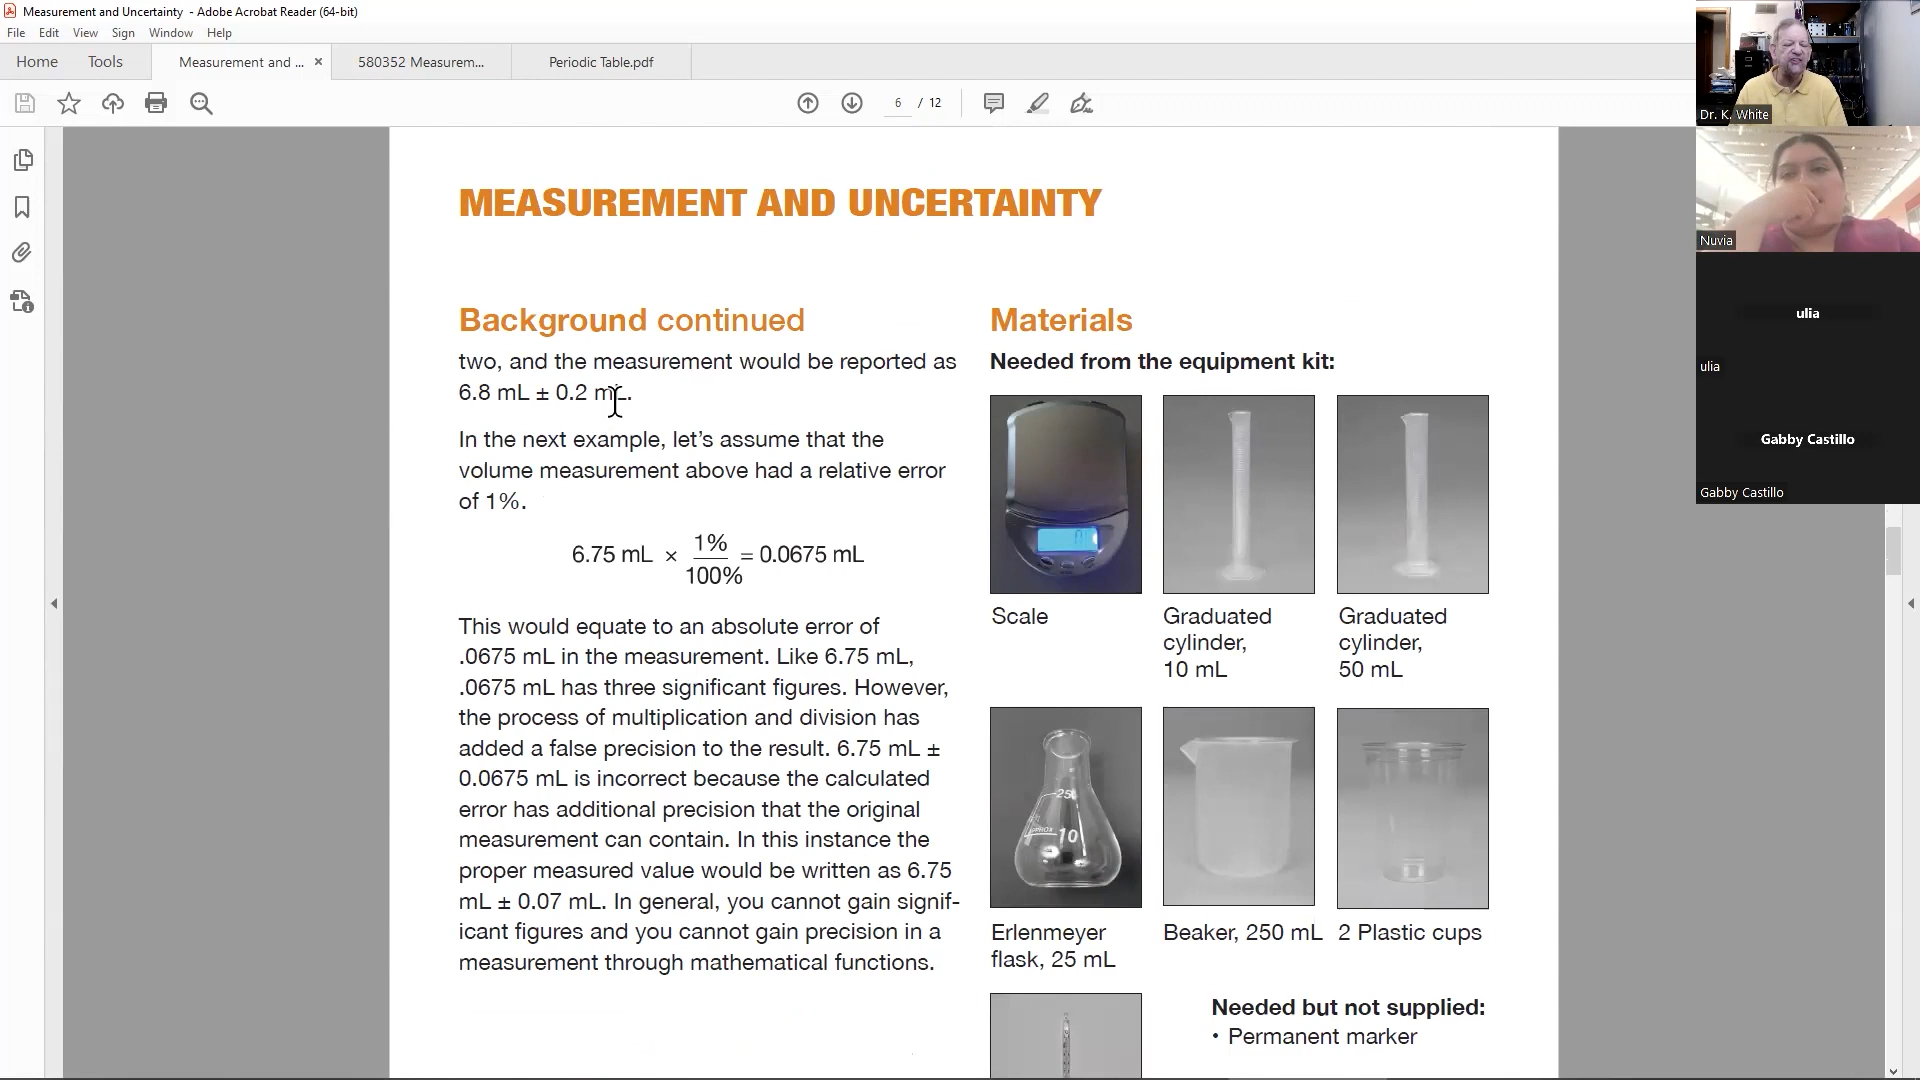 Measurement and Uncertainty - Adobe Acrobat Reader (64-bit)
File Edit View Sign Window Help
Home Tools Measurement and ... × 580352 Measurem... Periodic Table.pdf
6 / 12
MEASUREMENT AND UNCERTAINTY
Background continued
two, and the measurement would be reported as
6.8 mL ± 0.2 mL.
In the next example, let’s assume that the
volume measurement above had a relative error
of 1%.
6.75 mL × 1%/100% = 0.0675 mL
This would equate to an absolute error of
.0675 mL in the measurement. Like 6.75 mL,
.0675 mL has three significant figures. However,
the process of multiplication and division has
added a false precision to the result. 6.75 mL ±
0.0675 mL is incorrect because the calculated
error has additional precision that the original
measurement can contain. In this instance the
proper measured value would be written as 6.75
mL ± 0.07 mL. In general, you cannot gain signif-
icant figures and you cannot gain precision in a
measurement through mathematical functions.
Materials
Needed from the equipment kit:
Scale
Graduated
cylinder,
10 mL
Graduated
cylinder,
50 mL
25
10
Erlenmeyer
flask, 25 mL
Beaker, 250 mL
2 Plastic cups
Needed but not supplied:
• Permanent marker
Dr. K. White
Nuvia
ulia
ulia
Gabby Castillo
Gabby Castillo